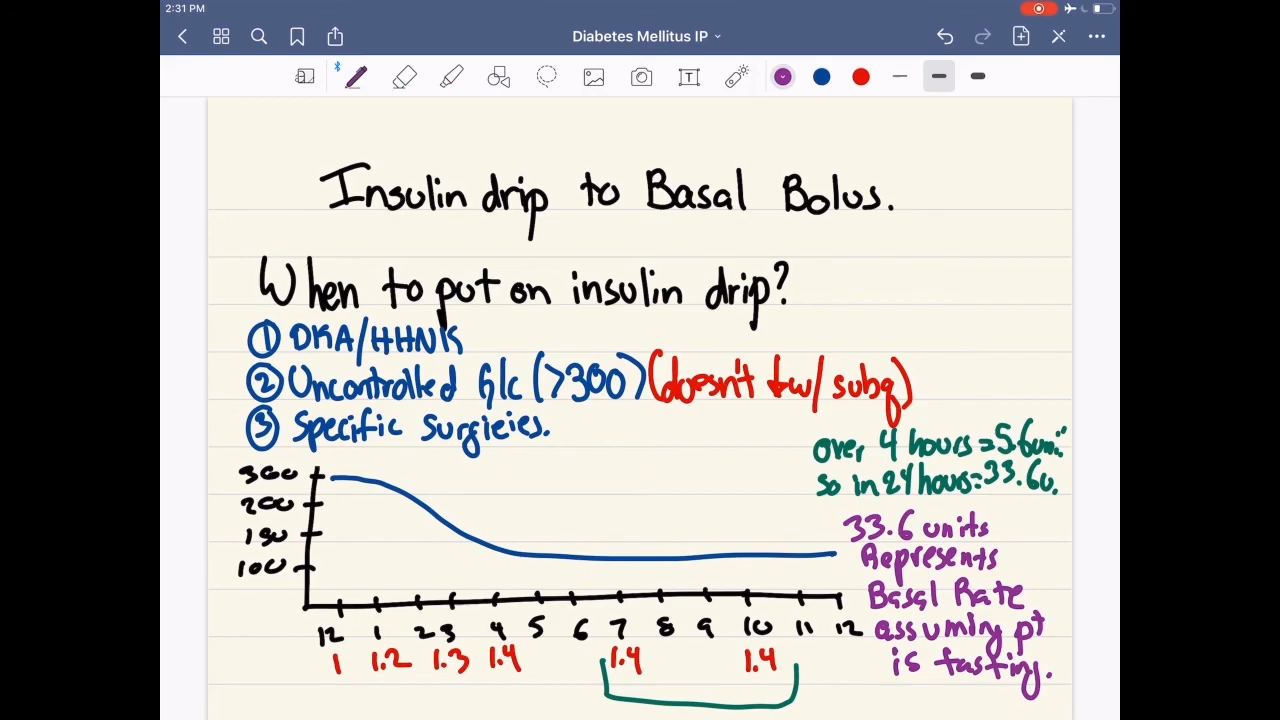 2:31 PM
Diabetes Mellitus IP
T
Insulin drip to Basal Bolus.
When to put on insulin drip?
① DKA/HHNK
② Uncontrolled Glc (>300) (doesn't tw/ subq)
③ Specific Surgieies.
over 4 hours = 5.6 uni
so in 24 hours = 33.6u.
300
200
150
100
33.6 units
Represents
Basal Rate
assuming pt
is fasting.
12 1 2 3 4 5 6 7 8 9 10 11 12
1 1.2 1.3 1.4 1.4 1.4